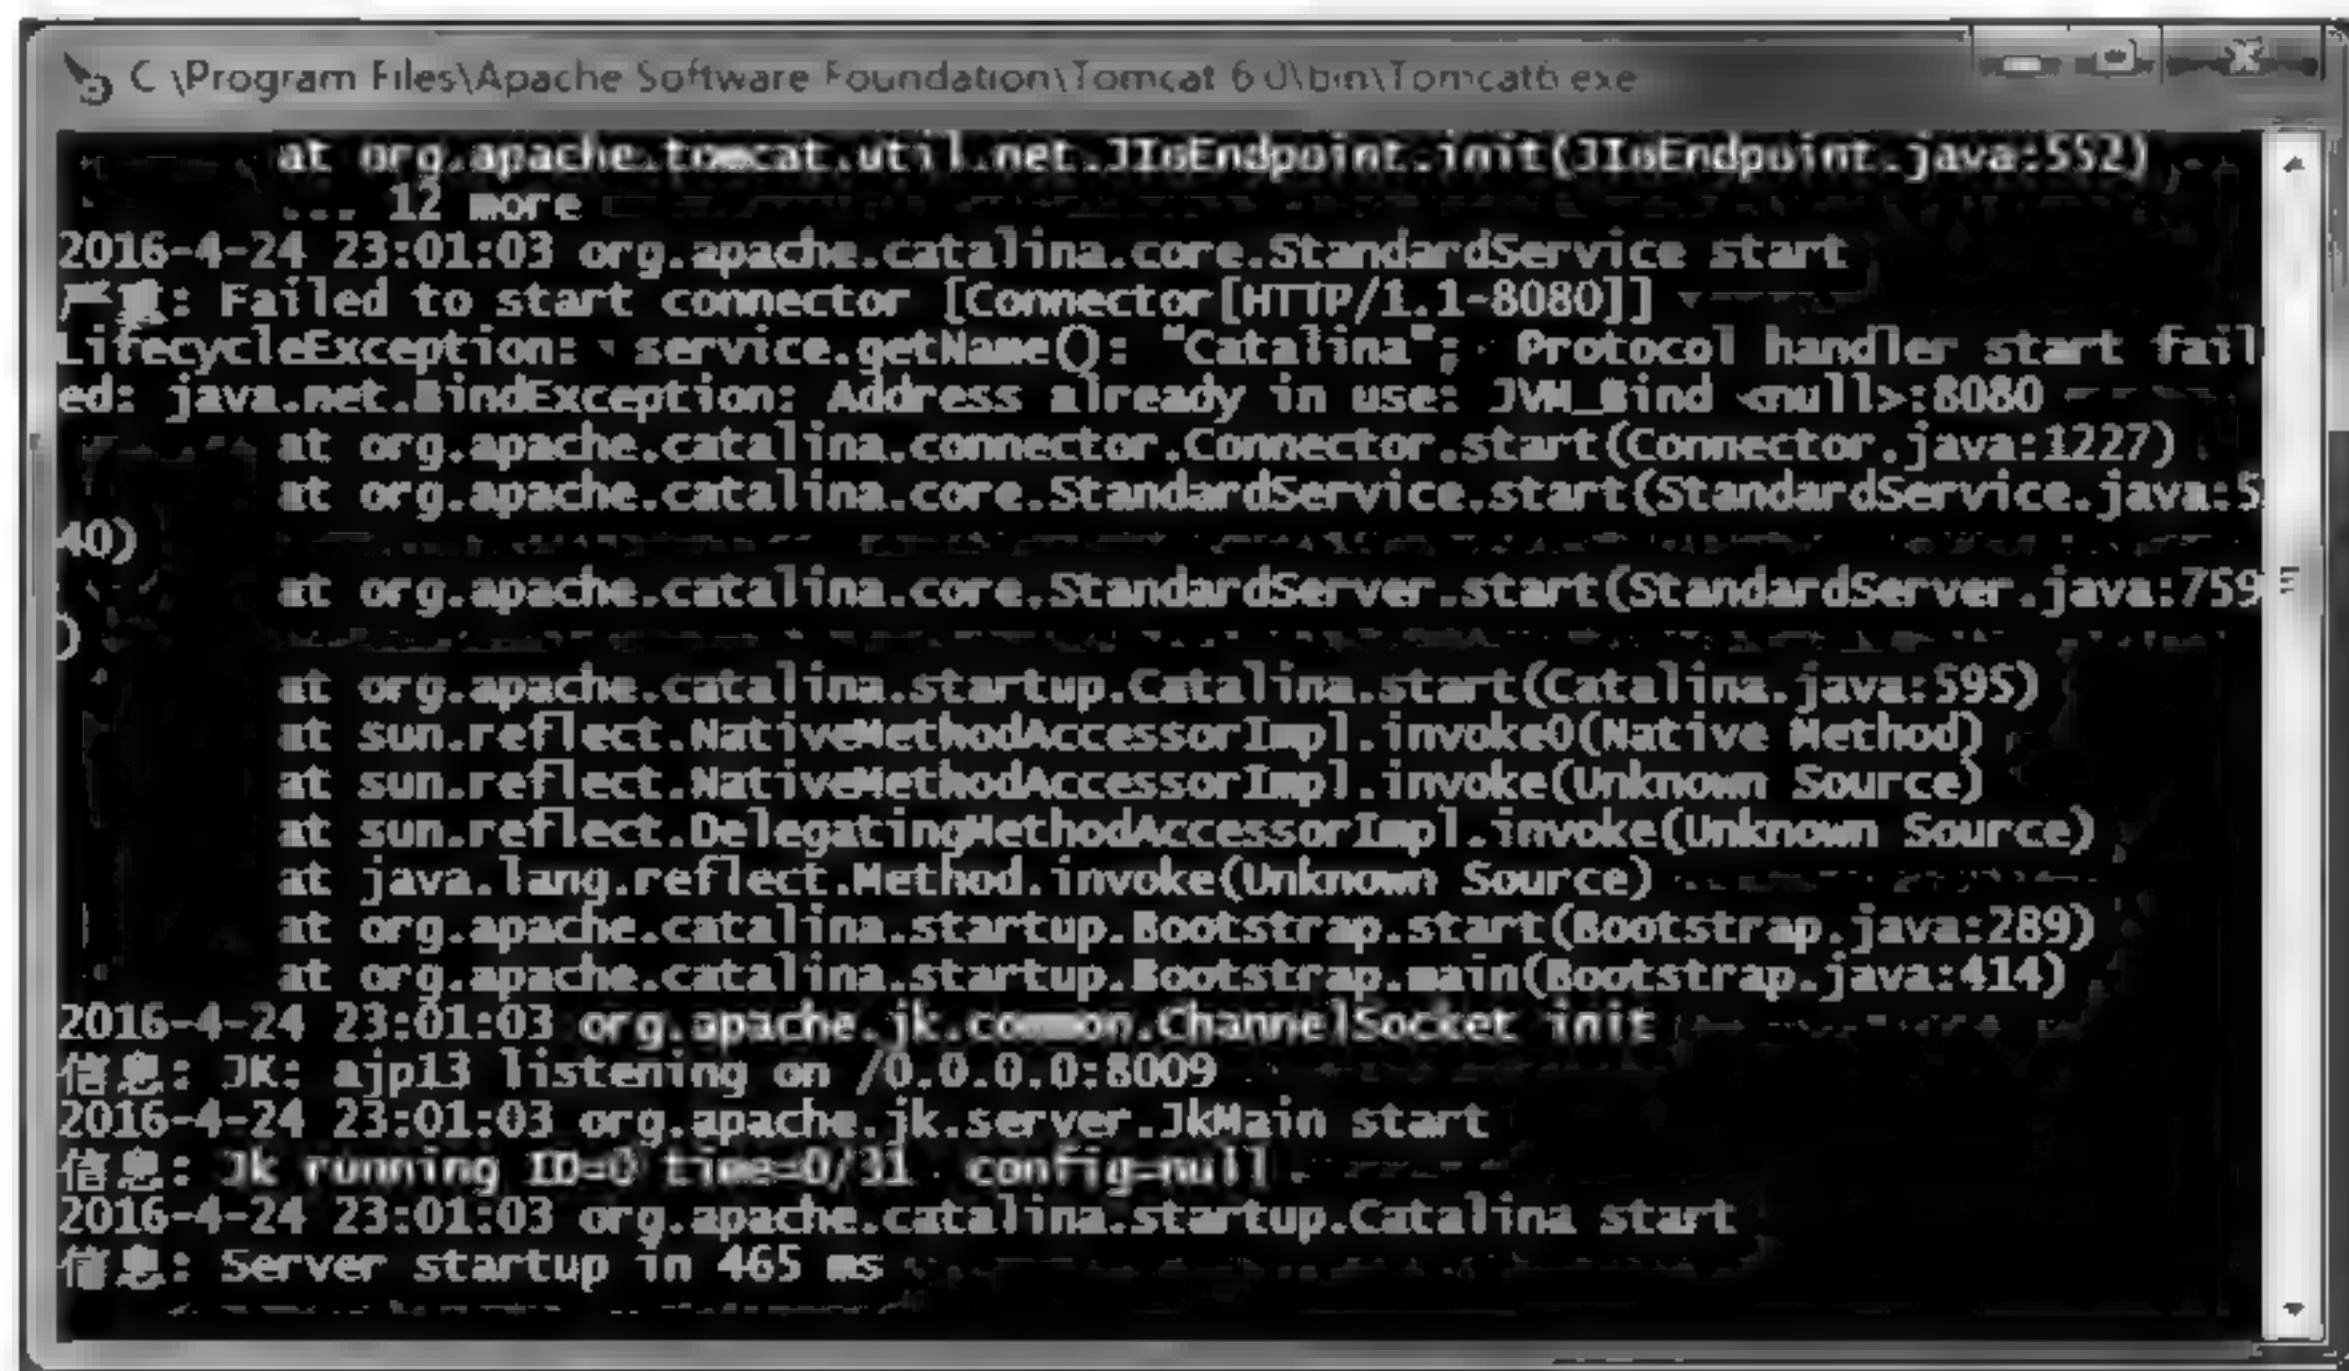 C:\Program Files\Apache Software Foundation\Tomcat 6.0\bin\Tomcat6.exe
at org.apache.tomcat.util.net.JIoEndpoint.init(JIoEndpoint.java:552)
... 12 more
2016-4-24 23:01:03 org.apache.catalina.core.StandardService start
严重: Failed to start connector [Connector[HTTP/1.1-8080]]
LifecycleException:  service.getName(): "Catalina";  Protocol handler start fail
ed: java.net.BindException: Address already in use: JVM_Bind <null>:8080
at org.apache.catalina.connector.Connector.start(Connector.java:1227)
at org.apache.catalina.core.StandardService.start(StandardService.java:5
40)
at org.apache.catalina.core.StandardServer.start(StandardServer.java:759
)
at org.apache.catalina.startup.Catalina.start(Catalina.java:595)
at sun.reflect.NativeMethodAccessorImpl.invoke0(Native Method)
at sun.reflect.NativeMethodAccessorImpl.invoke(Unknown Source)
at sun.reflect.DelegatingMethodAccessorImpl.invoke(Unknown Source)
at java.lang.reflect.Method.invoke(Unknown Source)
at org.apache.catalina.startup.Bootstrap.start(Bootstrap.java:289)
at org.apache.catalina.startup.Bootstrap.main(Bootstrap.java:414)
2016-4-24 23:01:03 org.apache.jk.common.ChannelSocket init
信息: JK: ajp13 listening on /0.0.0.0:8009
2016-4-24 23:01:03 org.apache.jk.server.JkMain start
信息: Jk running ID=0 time=0/31  config=null
2016-4-24 23:01:03 org.apache.catalina.startup.Catalina start
信息: Server startup in 465 ms